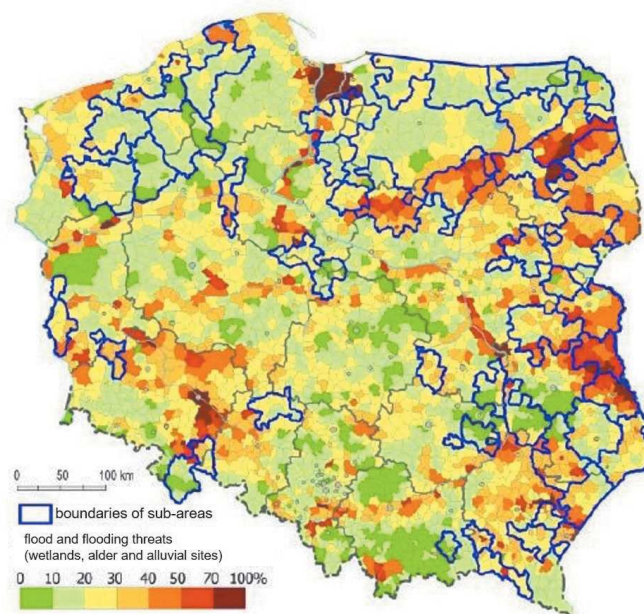 0 50 100 km
boundaries of sub-areas
flood and flooding threats
(wetlands, alder and alluvial sites)
0 10 20 30 40 50 70 100%